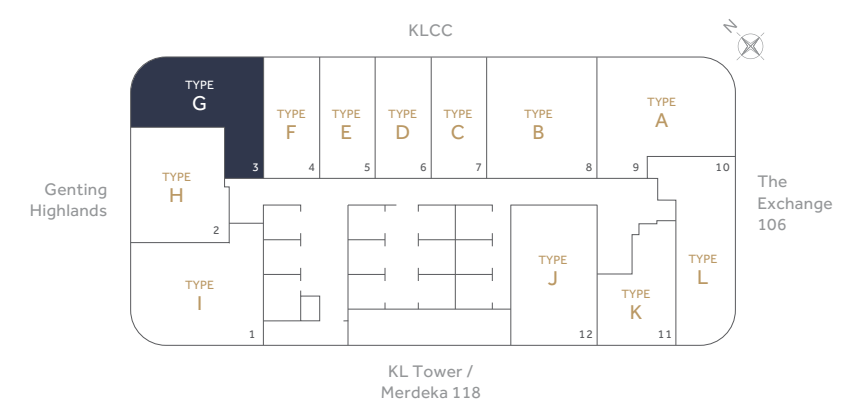 KLCC
N
TYPE
G
3
TYPE
F
4
TYPE
E
5
TYPE
D
6
TYPE
C
7
TYPE
B
8
TYPE
A
9
10
Genting
Highlands
TYPE
H
2
The
Exchange
106
TYPE
I
1
TYPE
J
12
TYPE
K
11
TYPE
L
KL Tower /
Merdeka 118